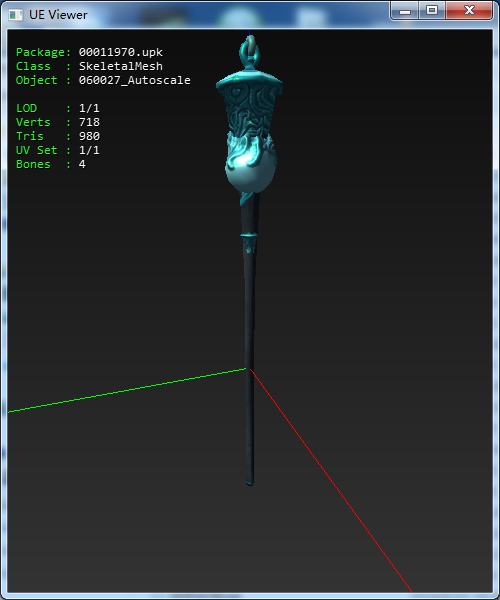 UE Viewer
Package: 00011970.upk
Class : SkeletalMesh
Object : 060027_Autoscale
LOD : 1/1
Verts : 718
Tris : 980
UV Set : 1/1
Bones : 4